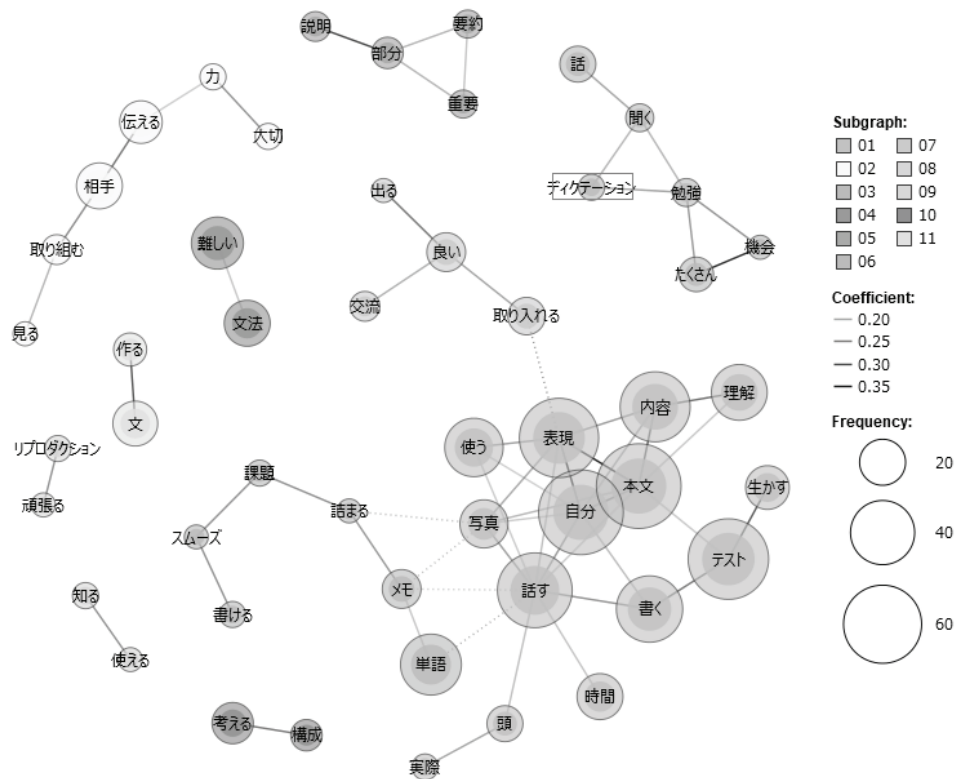 説明
要約
部分
重要
話
聞く
ディクテーション
勉強
機会
たくさん
力
伝える
大切
相手
取り組む
見る
難しい
文法
出る
良い
交流
取り入れる
作る
文
リプロダクション
頑張る
課題
詰まる
スムーズ
書ける
知る
使える
考える
構成
使う
表現
内容
理解
本文
生かす
自分
写真
テスト
メモ
話す
書く
単語
時間
頭
実際
Subgraph:
01 07
02 08
03 09
04 10
05 11
06
Coefficient:
0.20
0.25
0.30
0.35
Frequency:
20
40
60